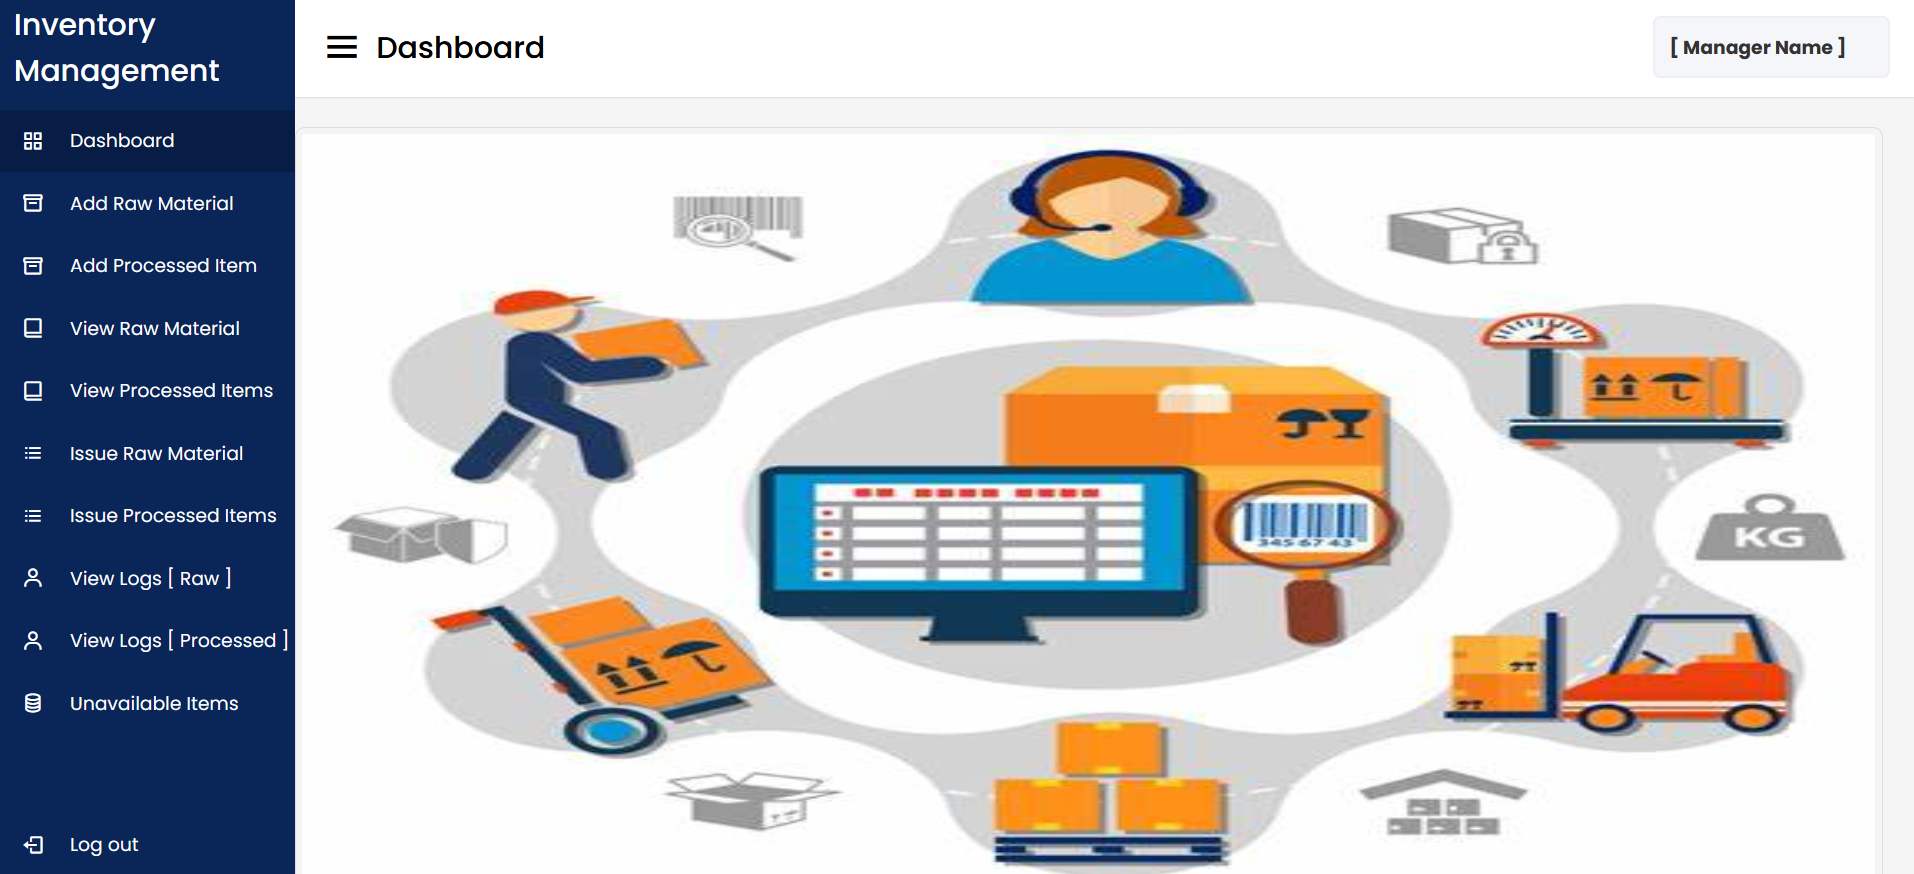 Inventory
Management
Dashboard
[ Manager Name ]
Dashboard
Add Raw Material
Add Processed Item
View Raw Material
View Processed Items
Issue Raw Material
Issue Processed Items
View Logs [ Raw ]
View Logs [ Processed ]
Unavailable Items
Log out
345 67 43
KG